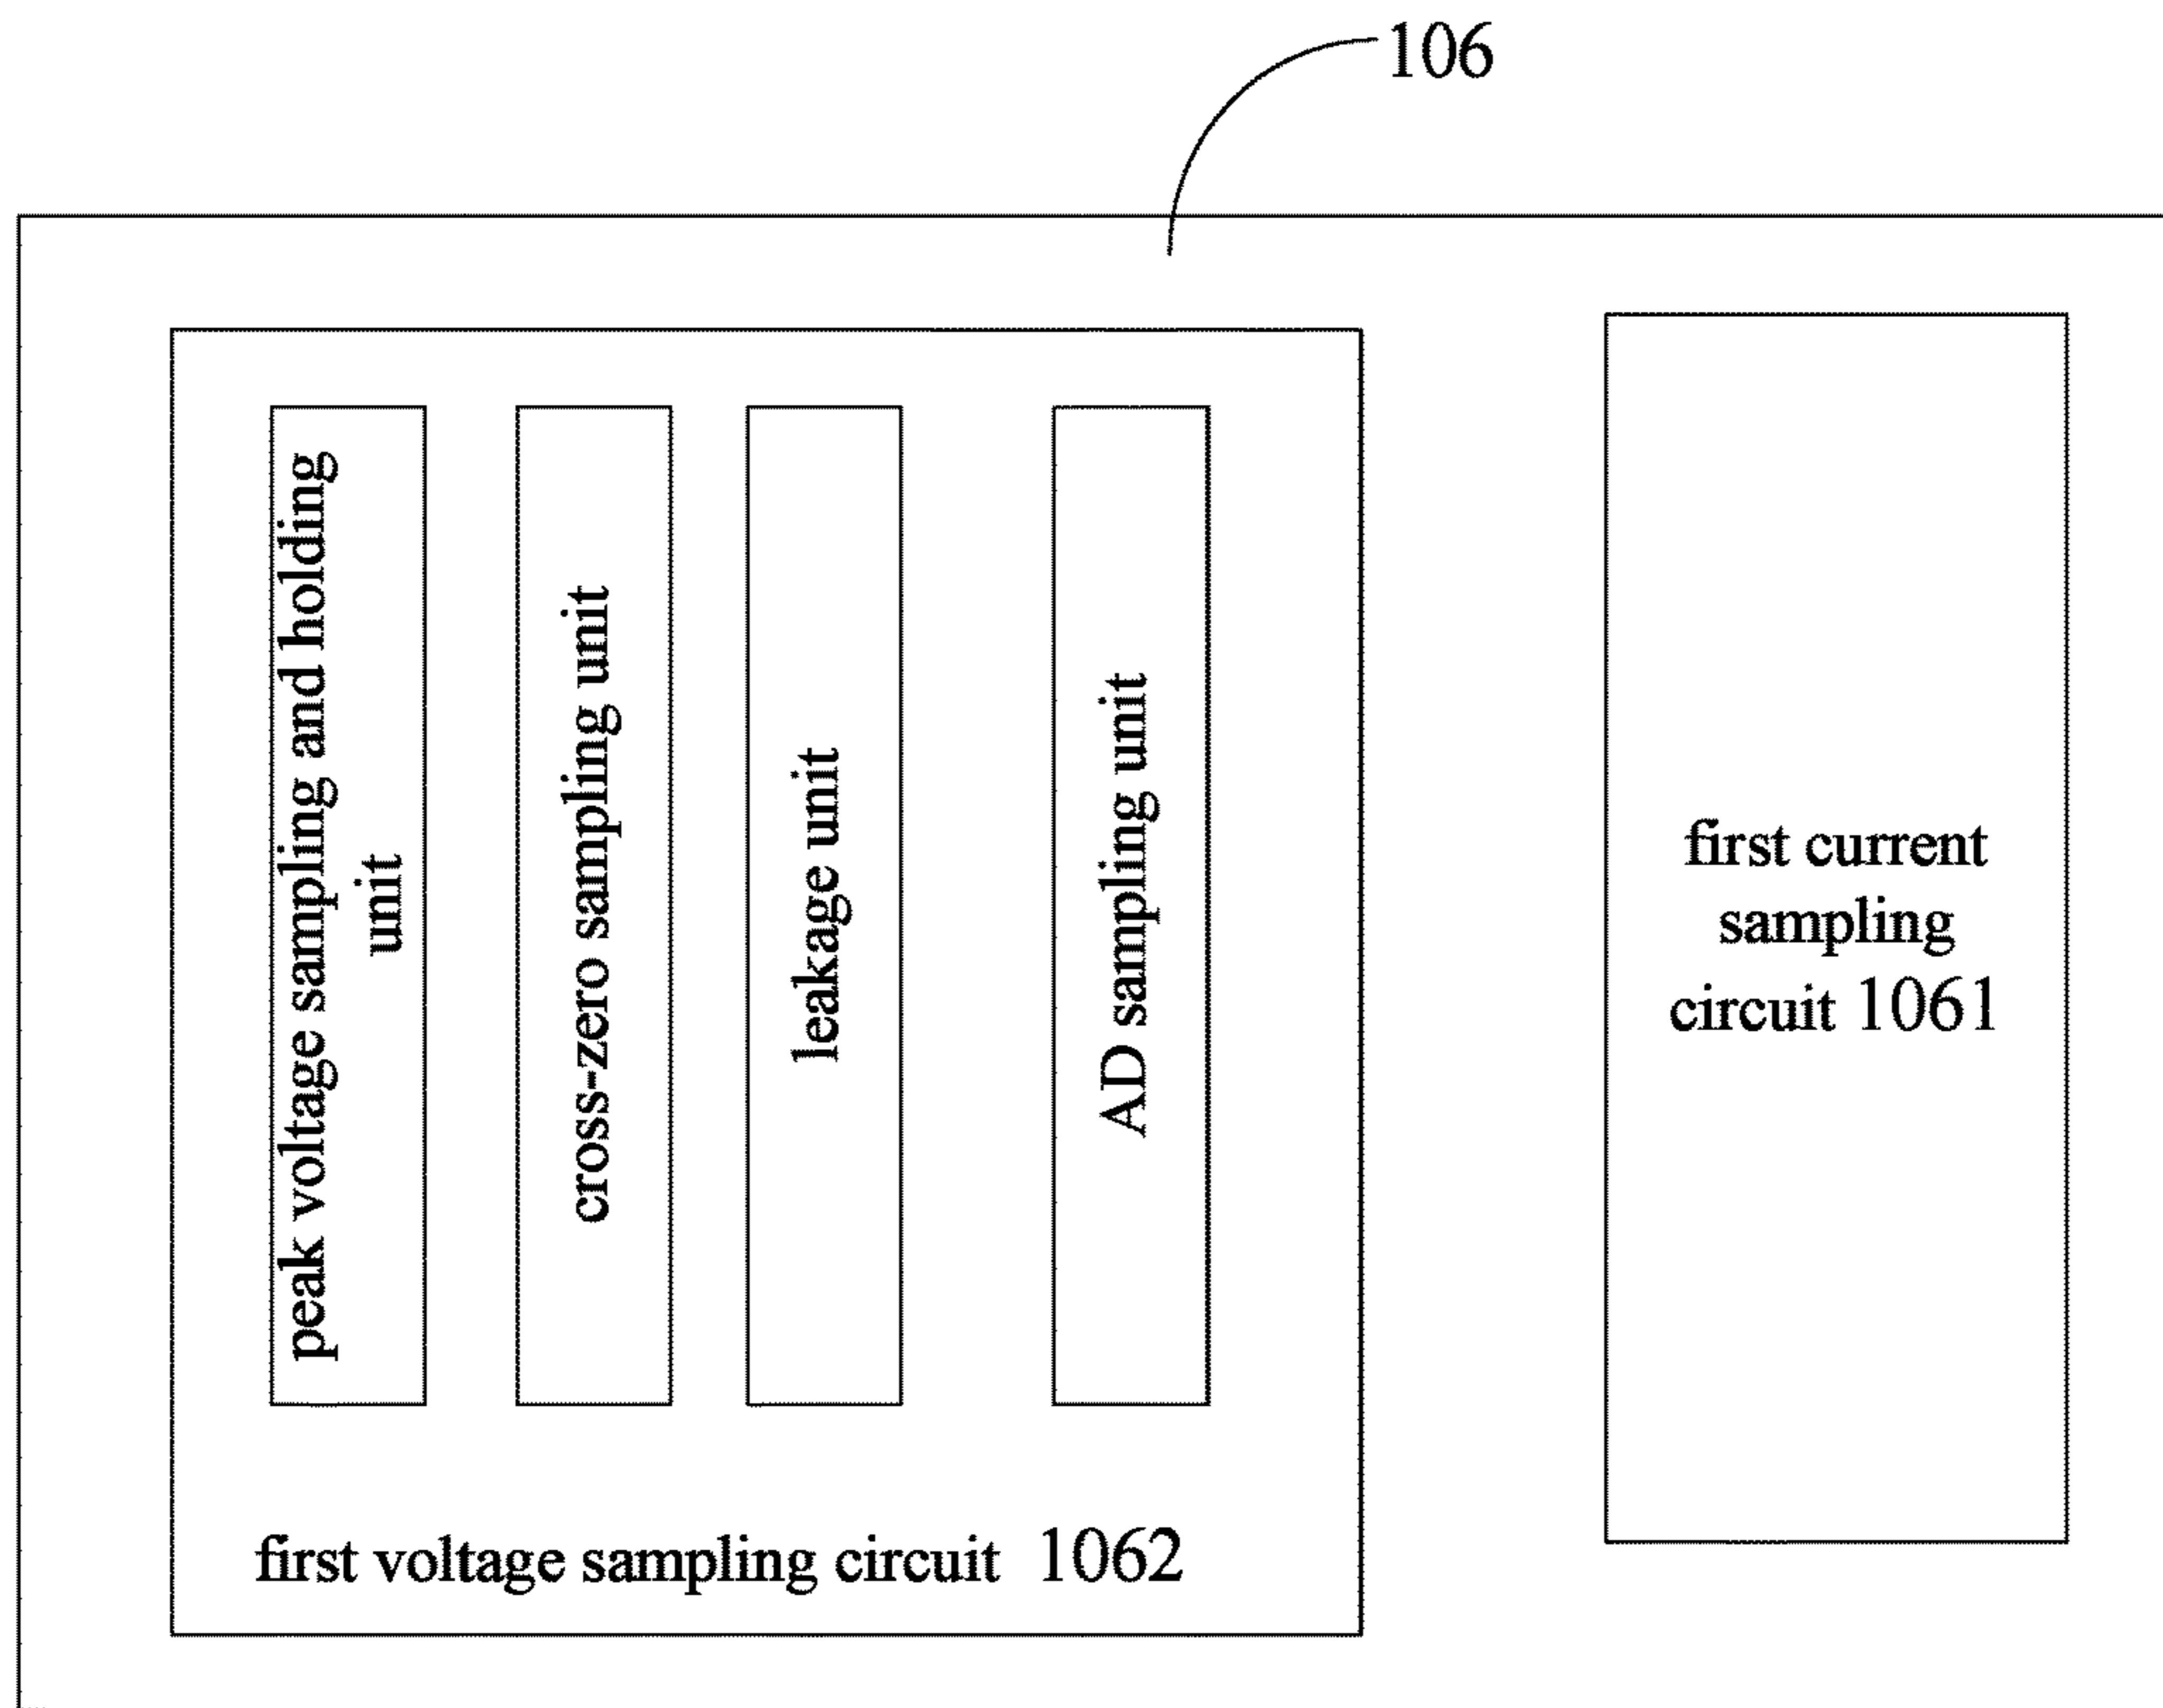 106
peak voltage sampling and holding
unit
cross-zero sampling unit
leakage unit
AD sampling unit
first voltage sampling circuit 1062
first current
sampling
circuit 1061